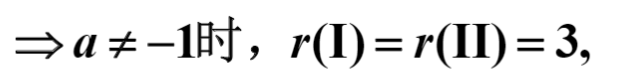 ⇒a ≠ −1时，r(I) = r(II) = 3,